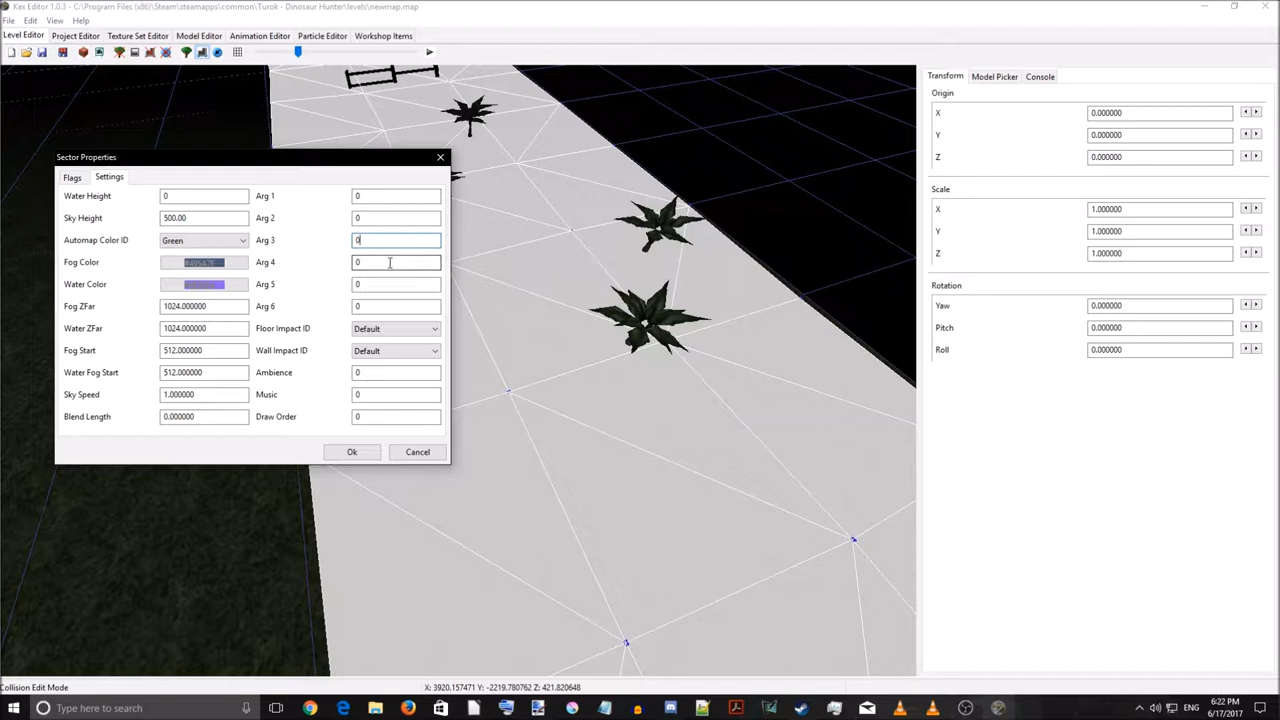 Kex Editor 1.0.3 - C:\Program Files (x86)\Steam\steamapps\common\Turok - Dinosaur Hunter\levels\newmap.map
File Edit View Help
Level Editor Project Editor Texture Set Editor Model Editor Animation Editor Particle Editor Workshop Items
Transform Model Picker Console
Origin
X 0.000000
Y 0.000000
Z 0.000000
Scale
X 1.000000
Y 1.000000
Z 1.000000
Rotation
Yaw 0.000000
Pitch 0.000000
Roll 0.000000
Sector Properties
Flags Settings
Water Height 0 Arg 1 0
Sky Height 500.00 Arg 2 0
Automap Color ID Green Arg 3 0
Fog Color #495A7F Arg 4 0
Water Color Arg 5 0
Fog ZFar 1024.000000 Arg 6 0
Water ZFar 1024.000000 Floor Impact ID Default
Fog Start 512.000000 Wall Impact ID Default
Water Fog Start 512.000000 Ambience 0
Sky Speed 1.000000 Music 0
Blend Length 0.000000 Draw Order 0
Ok Cancel
Collision Edit Mode X: 3920.157471 Y: -2219.780762 Z: 421.820648
Type here to search
ENG
6:22 PM
6/17/2017